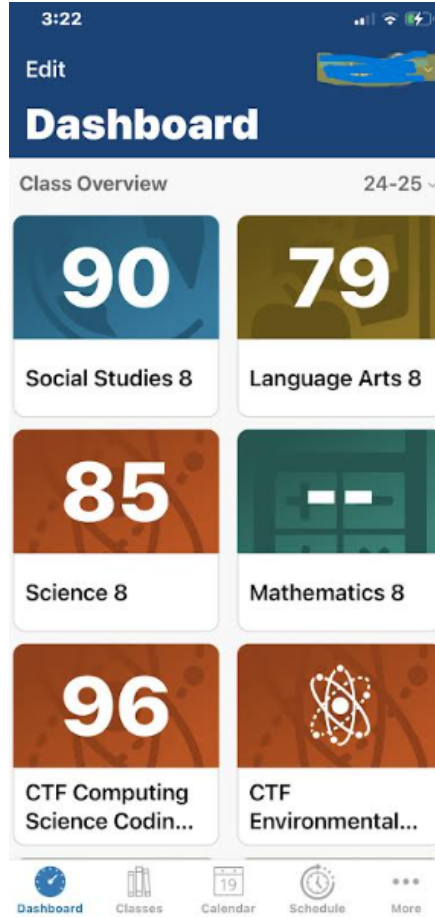 3:22
Edit
Dashboard
Class Overview 24-25
90 79
Social Studies 8 Language Arts 8
85 --
Science 8 Mathematics 8
96
CTF Computing CTF
Science Codin... Environmental...
19
Dashboard Classes Calendar Schedule More